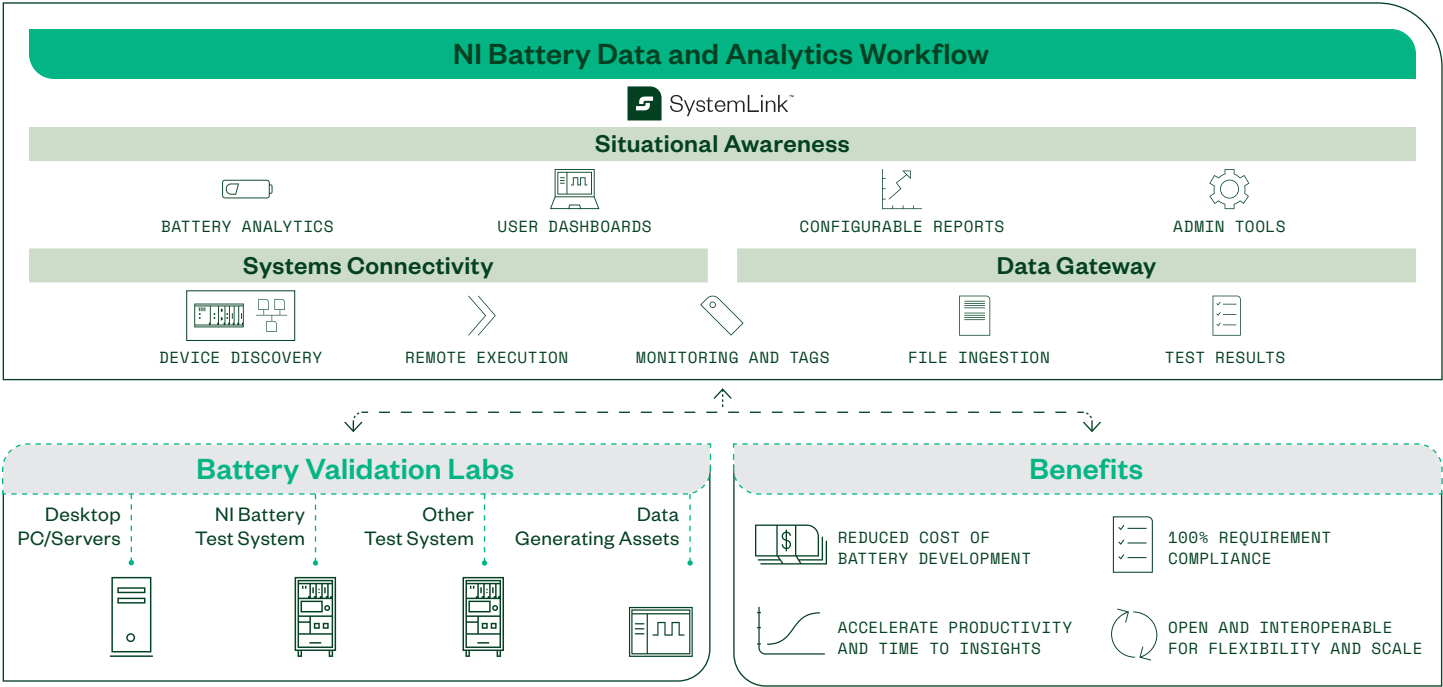 NI Battery Data and Analytics Workflow
SystemLink™
Situational Awareness
BATTERY ANALYTICS
USER DASHBOARDS
CONFIGURABLE REPORTS
ADMIN TOOLS
Systems Connectivity
Data Gateway
DEVICE DISCOVERY
REMOTE EXECUTION
MONITORING AND TAGS
FILE INGESTION
TEST RESULTS
Battery Validation Labs
Desktop
PC/Servers
NI Battery
Test System
Other
Test System
Data
Generating Assets
Benefits
$
REDUCED COST OF
BATTERY DEVELOPMENT
100% REQUIREMENT
COMPLIANCE
ACCELERATE PRODUCTIVITY
AND TIME TO INSIGHTS
OPEN AND INTEROPERABLE
FOR FLEXIBILITY AND SCALE